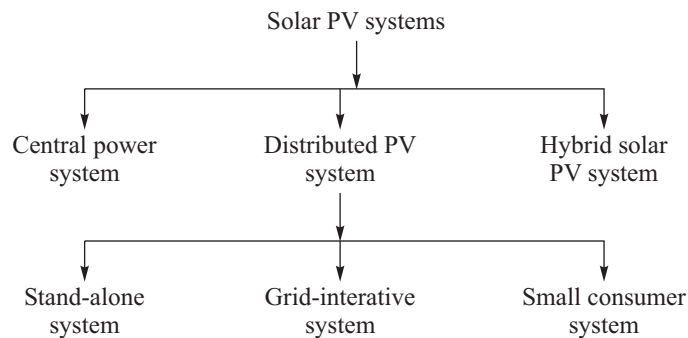 Solar PV systems
Central power
system
Distributed PV
system
Hybrid solar
PV system
Stand-alone
system
Grid-interative
system
Small consumer
system